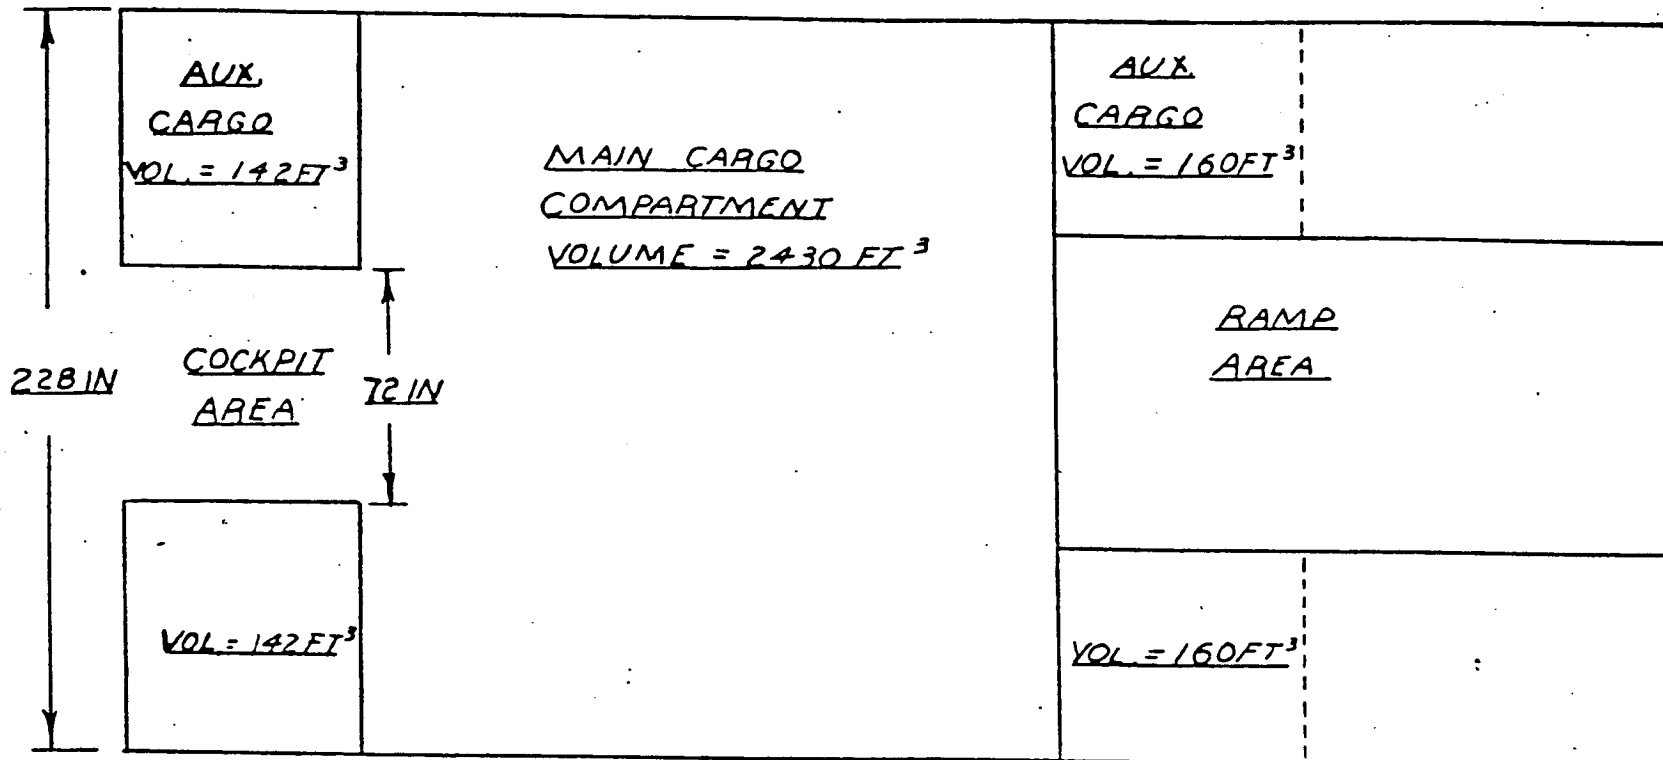 AUX.
CARGO
VOL. = 142FT³
MAIN CARGO
COMPARTMENT
VOLUME = 2430 FT³
AUX.
CARGO
VOL. = 160FT³
228 IN
COCKPIT
AREA
72 IN
RAMP
AREA
VOL = 142FT³
VOL. = 160FT³